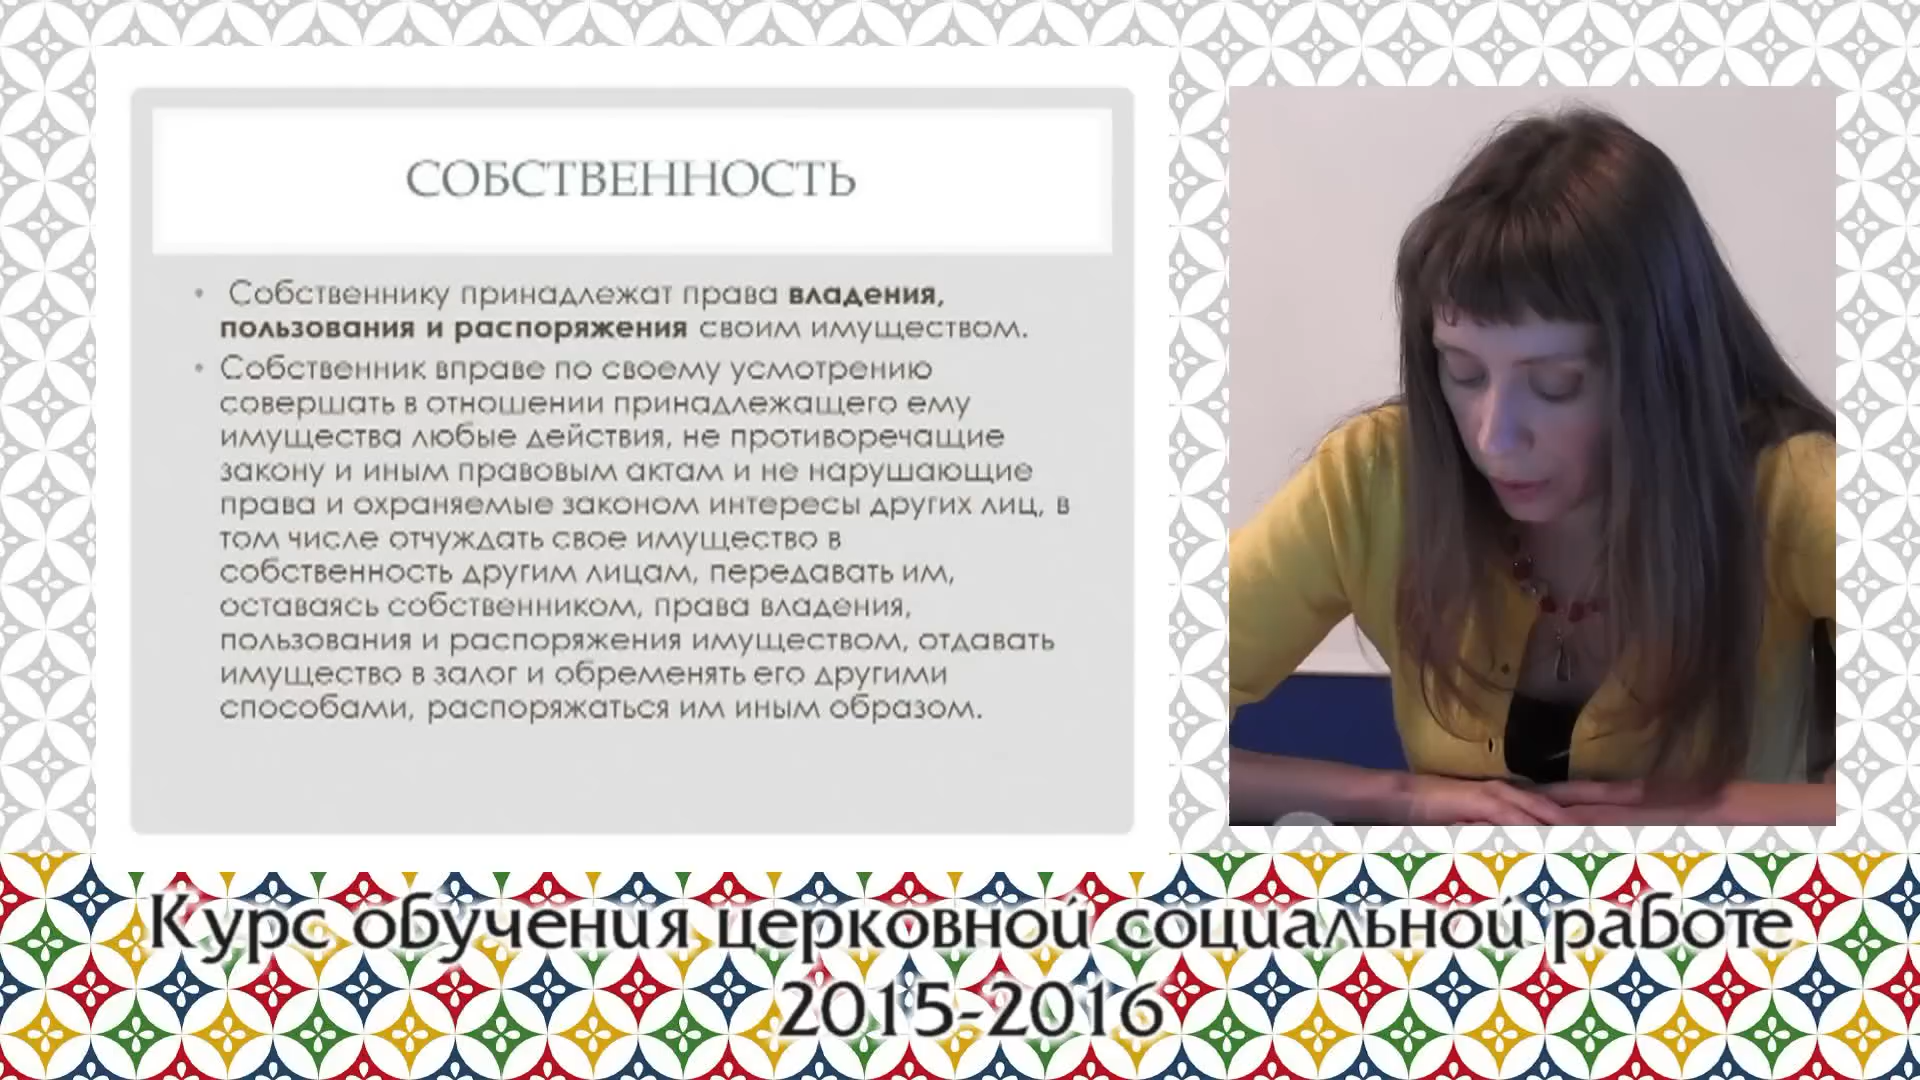 СОБСТВЕННОСТЬ
• Собственнику принадлежат права владения,
пользования и распоряжения своим имуществом.
• Собственник вправе по своему усмотрению
совершать в отношении принадлежащего ему
имущества любые действия, не противоречащие
закону и иным правовым актам и не нарушающие
права и охраняемые законом интересы других лиц, в
том числе отчуждать свое имущество в
собственность другим лицам, передавать им,
оставаясь собственником, права владения,
пользования и распоряжения имуществом, отдавать
имущество в залог и обременять его другими
способами, распоряжаться им иным образом.
Курс обучения церковной социальной работе
2015-2016